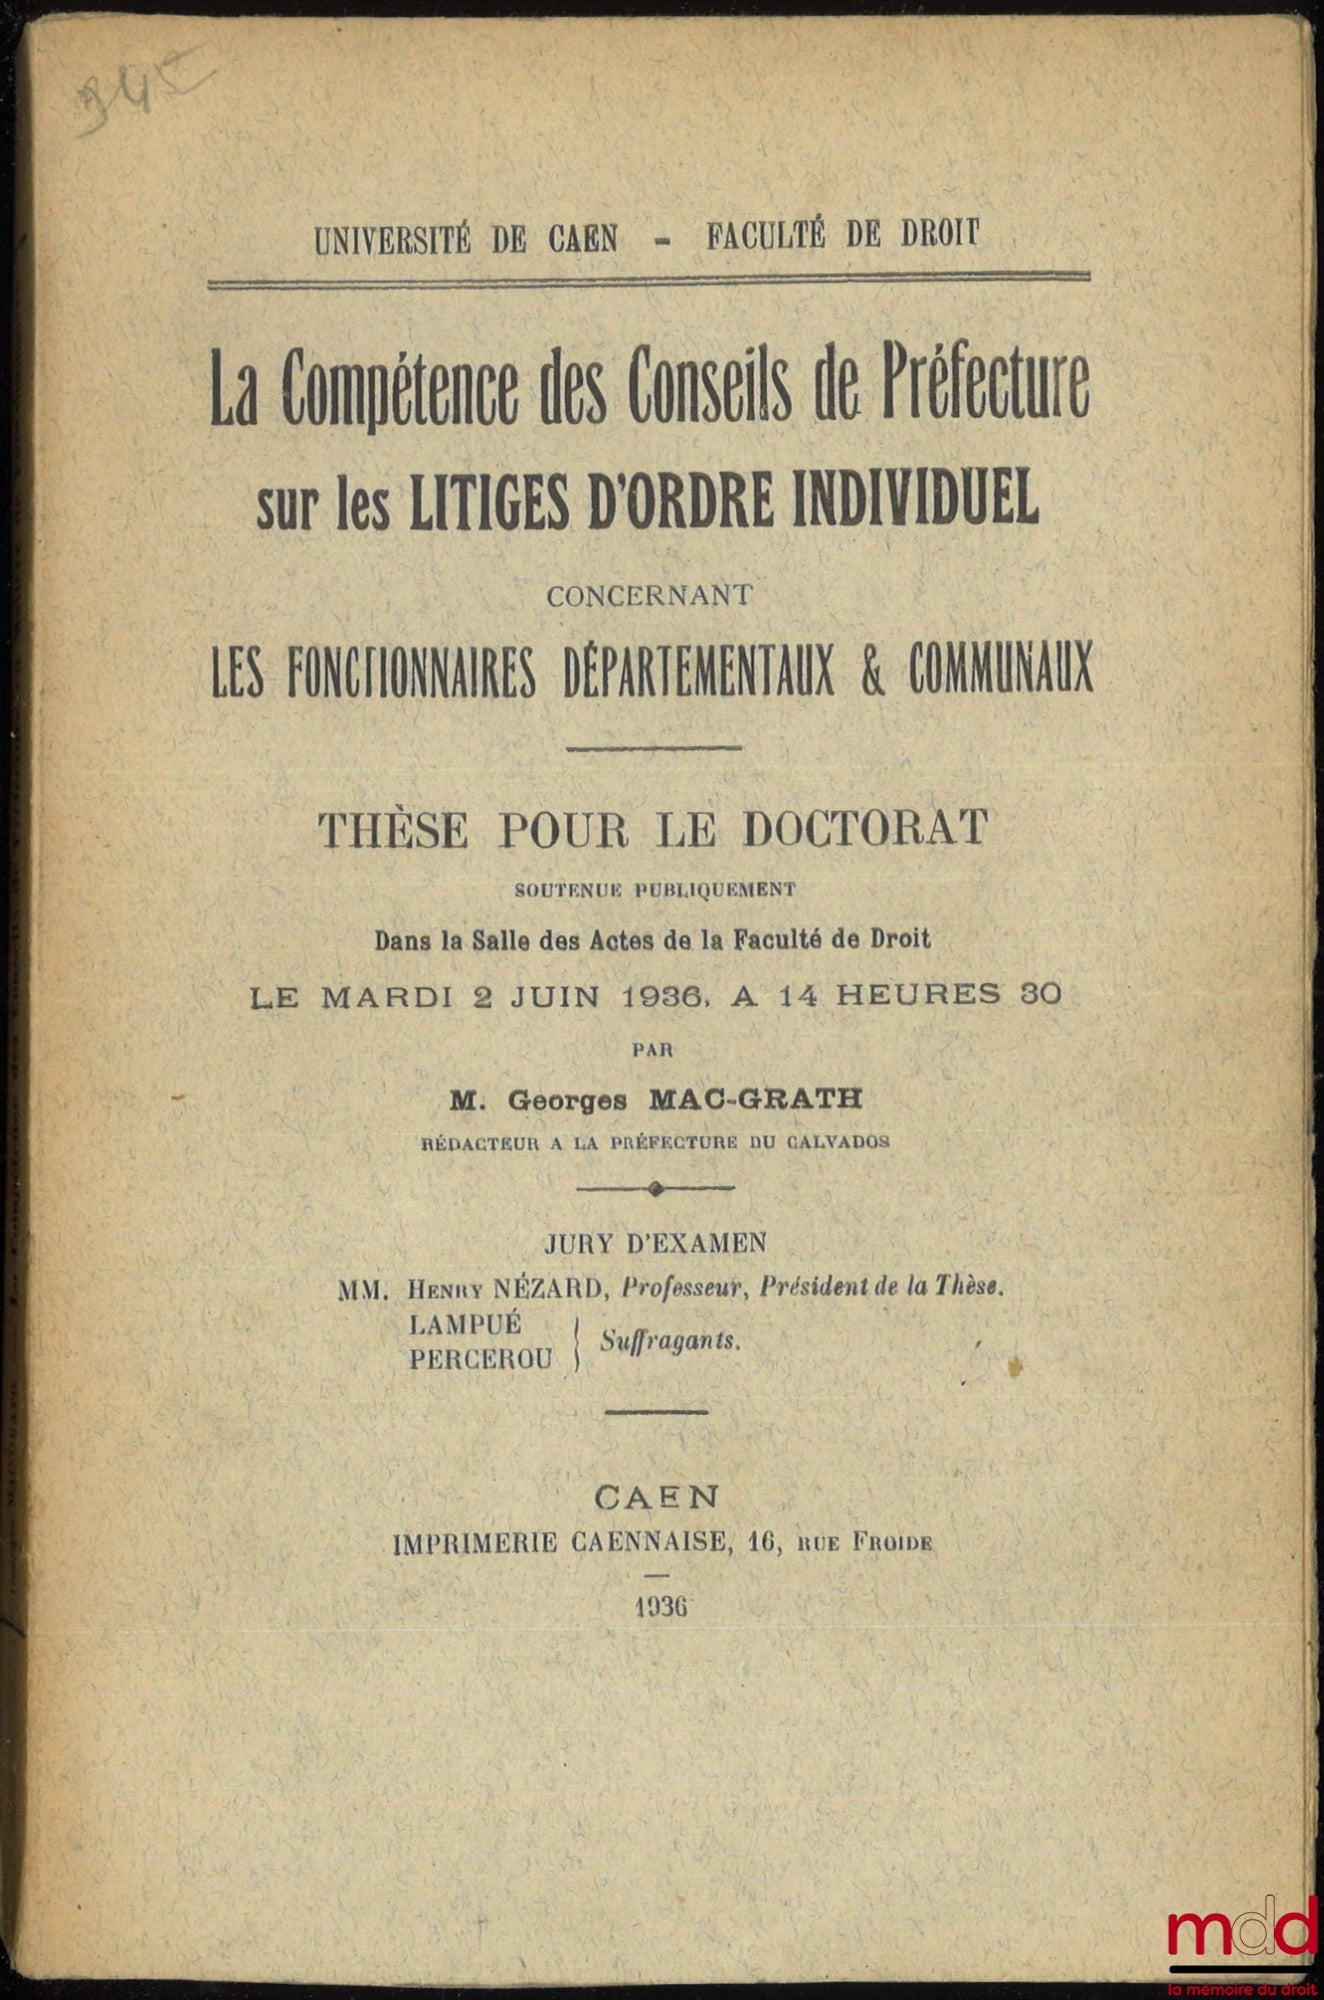 345
UNIVERSITÉ DE CAEN - FACULTÉ DE DROIT
La Compétence des Conseils de Préfecture
sur les LITIGES D'ORDRE INDIVIDUEL
CONCERNANT
LES FONCTIONNAIRES DÉPARTEMENTAUX & COMMUNAUX
THÈSE POUR LE DOCTORAT
SOUTENUE PUBLIQUEMENT
Dans la Salle des Actes de la Faculté de Droit
LE MARDI 2 JUIN 1936, A 14 HEURES 30
PAR
M. Georges MAC-GRATH
RÉDACTEUR A LA PRÉFECTURE DU CALVADOS
JURY D'EXAMEN
MM. HENRY NÉZARD, Professeur, Président de la Thèse.
LAMPUÉ
PERCEROU } Suffragants.
CAEN
IMPRIMERIE CAENNAISE, 16, RUE FROIDE
1936
mdd
la mémoire du droit